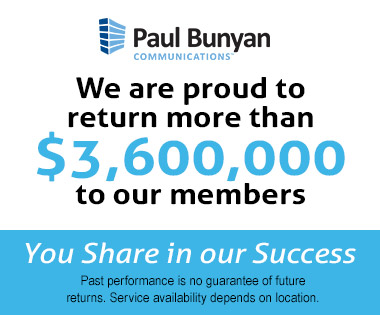 Paul Bunyan
COMMUNICATIONS
We are proud to
return more than
$3,600,000
to our members
You Share in our Success
Past performance is no guarantee of future
returns. Service availability depends on location.